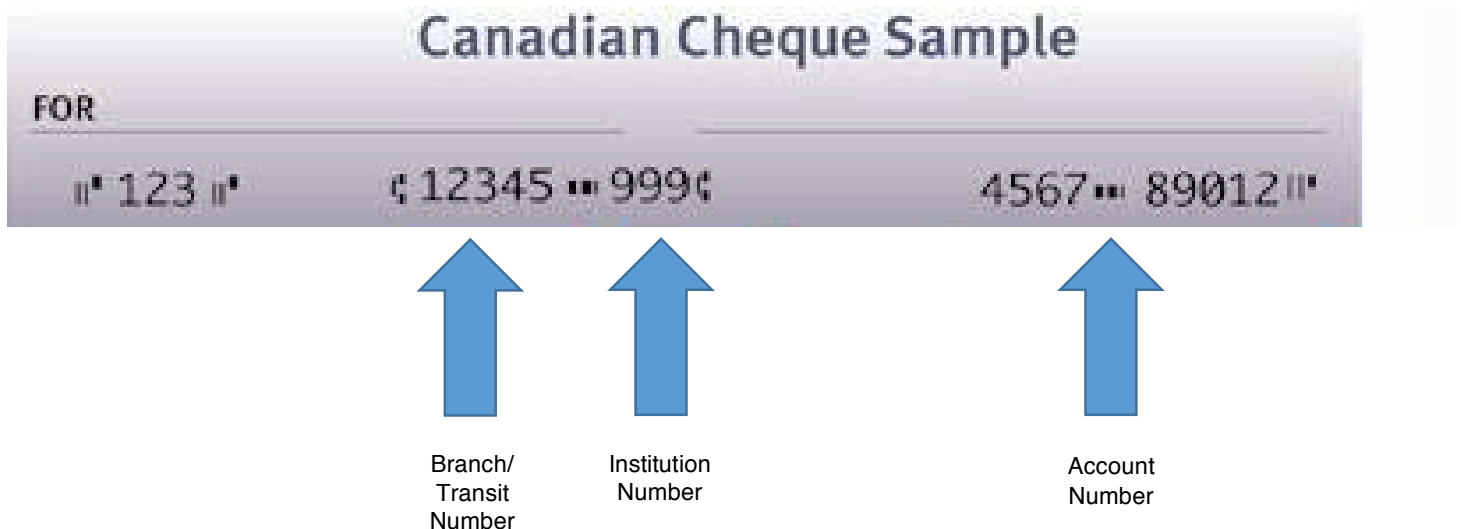 Canadian Cheque Sample
FOR
⑈ 123 ⑈ ⑆ 12345 ⑉ 999⑆ 4567⑉ 89012⑈
Branch/
Transit
Number
Institution
Number
Account
Number